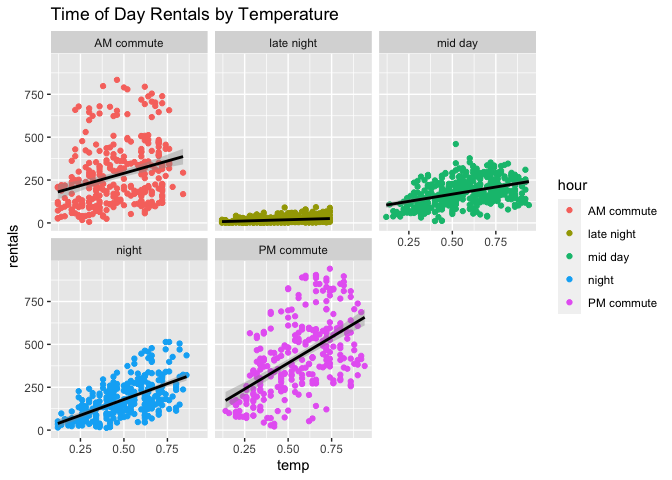 Time of Day Rentals by Temperature
AM commute
late night
mid day
750
500
250
0
0.25 0.50 0.75
night
PM commute
750
500
250
0
0.25 0.50 0.75
0.25 0.50 0.75
temp
rentals
hour
AM commute
late night
mid day
night
PM commute